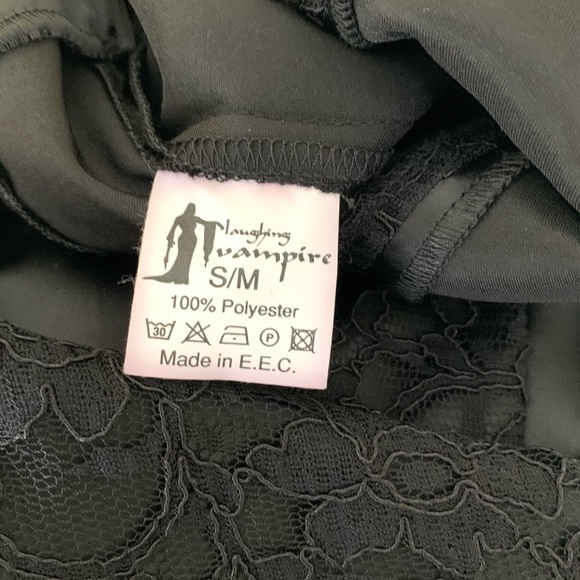 laughing
vampire
S/M
100% Polyester
30 P
Made in E.E.C.